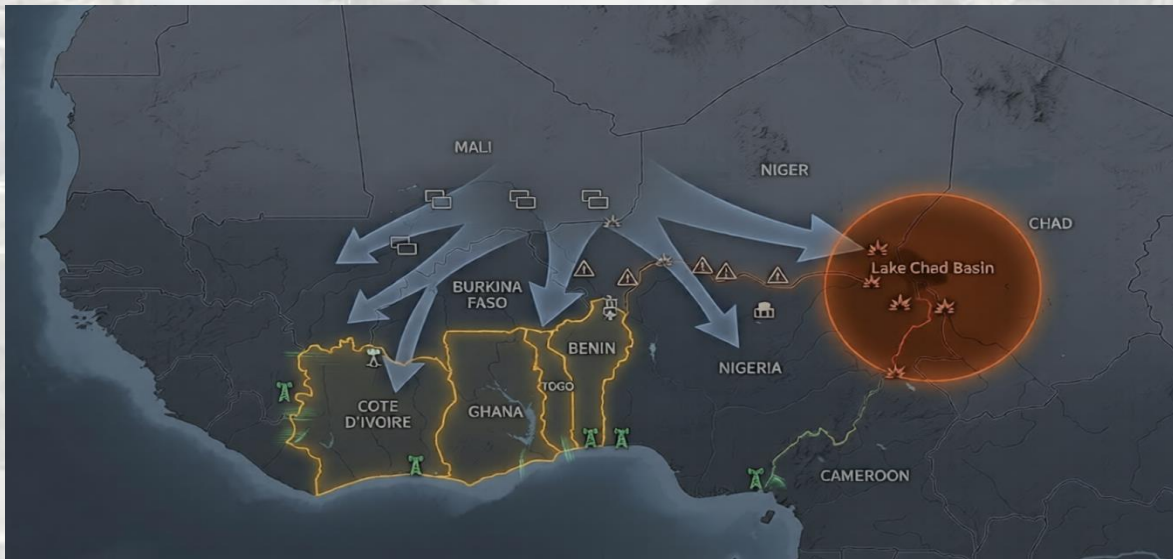 MALI
NIGER
CHAD
Lake Chad Basin
BURKINA
FASO
BENIN
NIGERIA
TOGO
COTE
D'IVOIRE
GHANA
CAMEROON